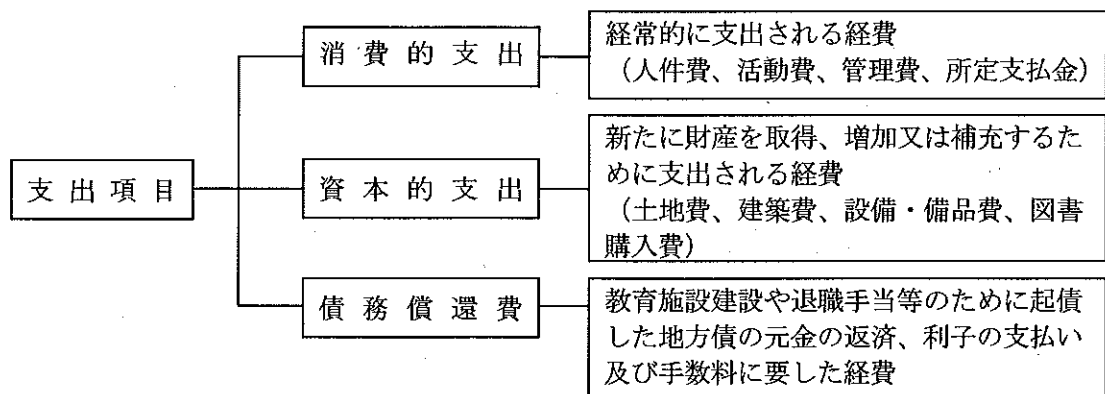 支出項目
消費的支出
経常的に支出される経費
（人件費、活動費、管理費、所定支払金）
資本的支出
新たに財産を取得、増加又は補充するた
めに支出される経費
（土地費、建築費、設備・備品費、図書
購入費）
債務償還費
教育施設建設や退職手当等のために起債
した地方債の元金の返済、利子の支払い
及び手数料に要した経費